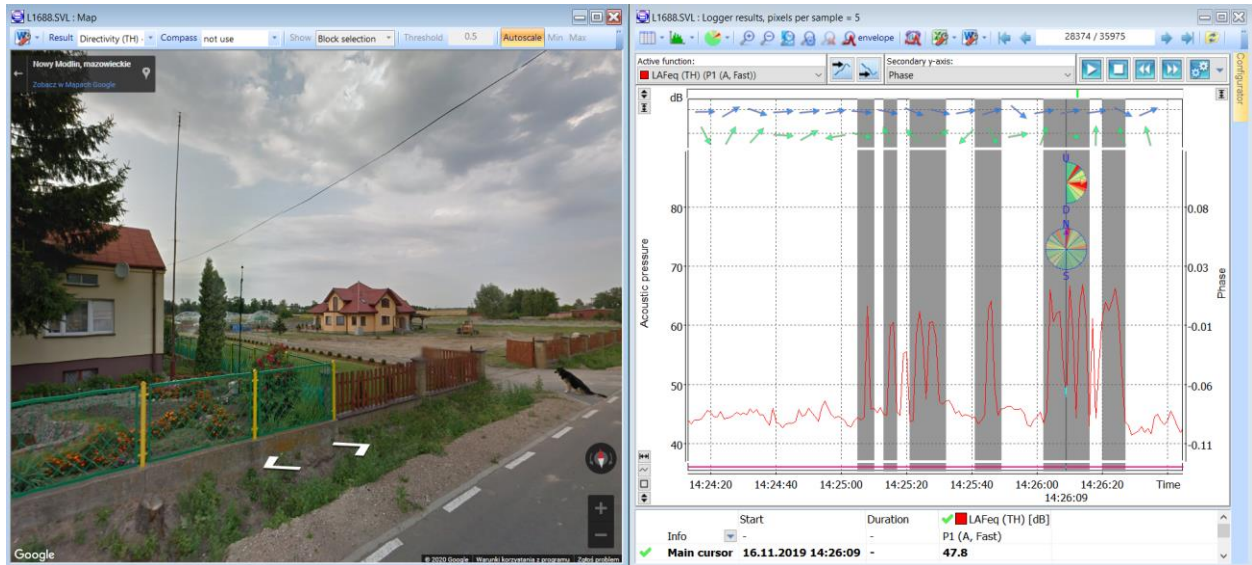 L1688.SVL : Map
Result Directivity (TH) - Compass not use Show Block selection Threshold 0.5 Autoscale Min Max
Nowy Modlin, mazowieckie
Zobacz w Mapach Google
Google
© 2020 Google Warunki korzystania z programu Zgłoś problem
L1688.SVL : Logger results, pixels per sample = 5
envelope 28374 / 35975
Active function:
LAFeq (TH) (P1 (A, Fast))
Secondary y-axis:
Phase
Configurator
dB
U
D
N
S
80
70
60
50
40
Acoustic pressure
0.08
0.03
-0.01
-0.06
-0.11
Phase
14:24:20 14:24:40 14:25:00 14:25:20 14:25:40 14:26:00 14:26:20 Time
14:26:09
Start Duration LAFeq (TH) [dB]
Info - - P1 (A, Fast)
Main cursor 16.11.2019 14:26:09 - 47.8